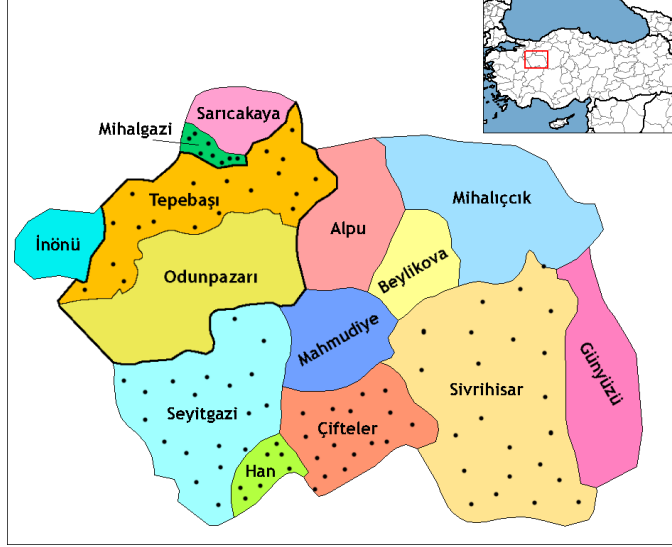 Sarıcakaya
Mihalgazi
Tepebaşı
Mihalıççık
Alpu
İnönü
Beylikova
Odunpazarı
Mahmudiye
Günyüzü
Sivrihisar
Seyitgazi
Çifteler
Han